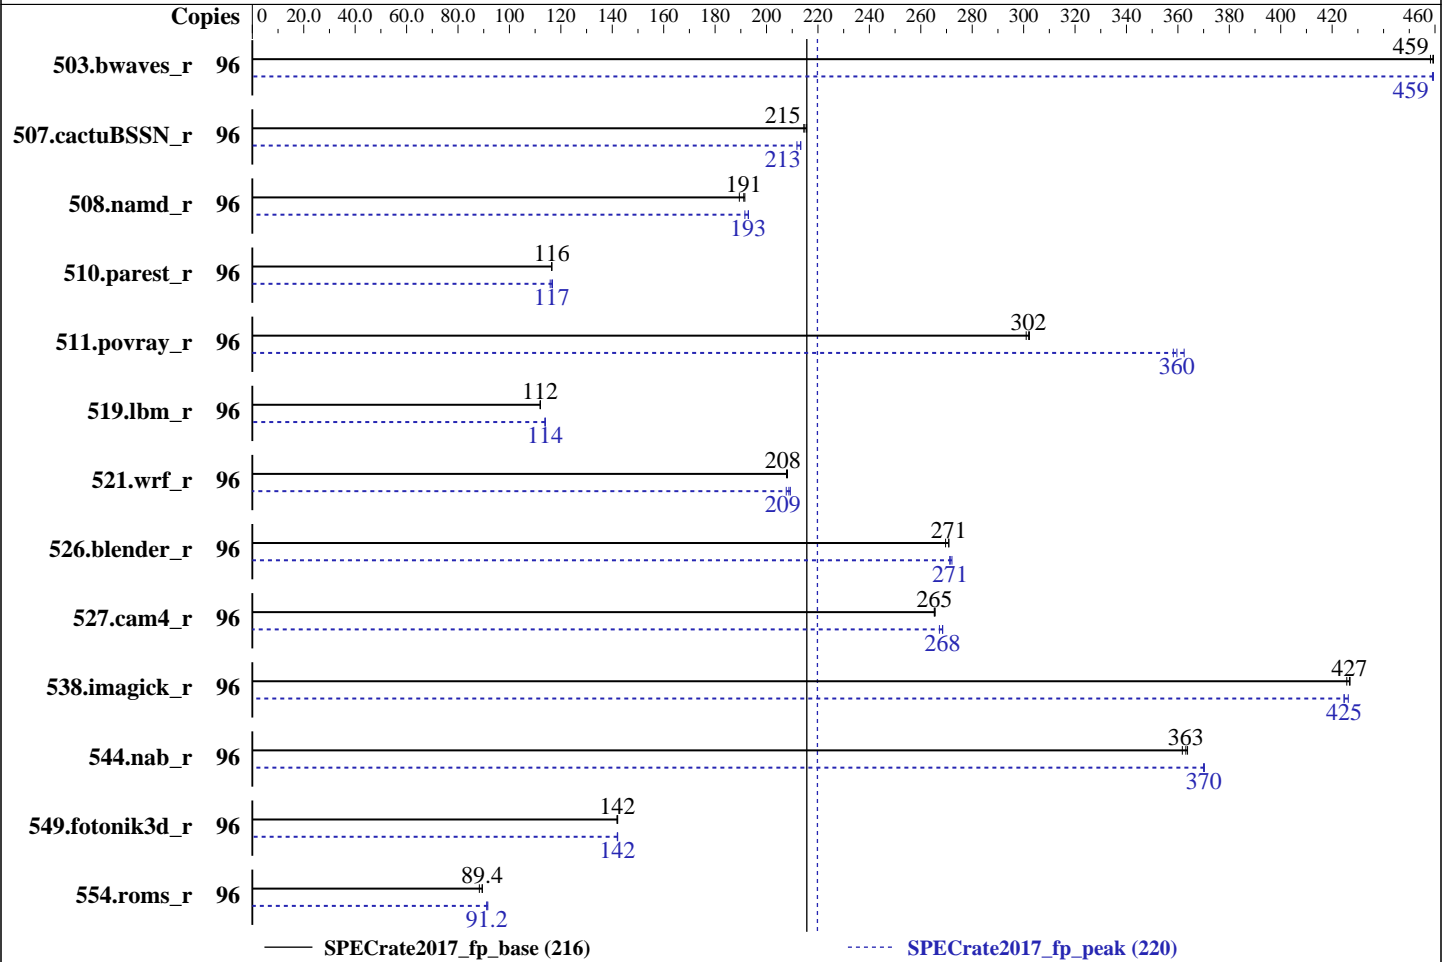 Copies 0 20.0 40.0 60.0 80.0 100 120 140 160 180 200 220 240 260 280 300 320 340 360 380 400 420 460
503.bwaves_r 96 459
459
507.cactuBSSN_r 96 215
213
508.namd_r 96 191
193
510.parest_r 96 116
117
511.povray_r 96 302
360
519.lbm_r 96 112
114
521.wrf_r 96 208
209
526.blender_r 96 271
271
527.cam4_r 96 265
268
538.imagick_r 96 427
425
544.nab_r 96 363
370
549.fotonik3d_r 96 142
142
554.roms_r 96 89.4
91.2
SPECrate2017_fp_base (216) SPECrate2017_fp_peak (220)